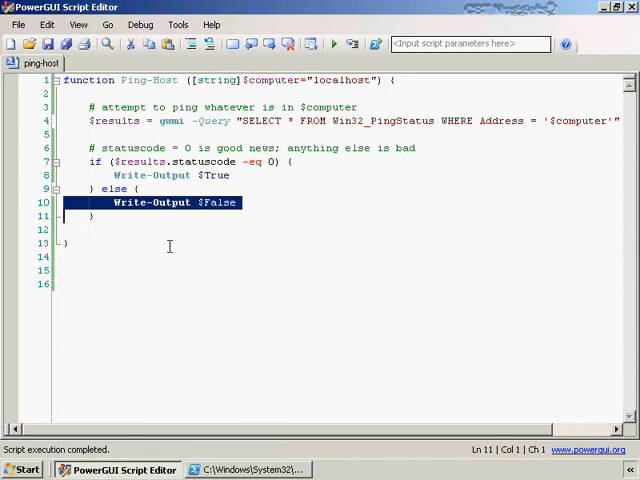 PowerGUI Script Editor
File Edit View Go Debug Tools Help
<Input script parameters here>
ping-host
1 function Ping-Host ([string]$computer="localhost") {
2
3 # attempt to ping whatever is in $computer
4 $results = gwmi -Query "SELECT * FROM Win32_PingStatus WHERE Address = '$computer'"
5
6 # statuscode = 0 is good news; anything else is bad
7 if ($results.statuscode -eq 0) {
8 Write-Output $True
9 } else {
10 Write-Output $False
11 }
12
13 }
14
15
16
Script execution completed. Ln 11 | Col 1 | Ch 1 www.powergui.org
Start PowerGUI Script Editor C:\Windows\System32\...